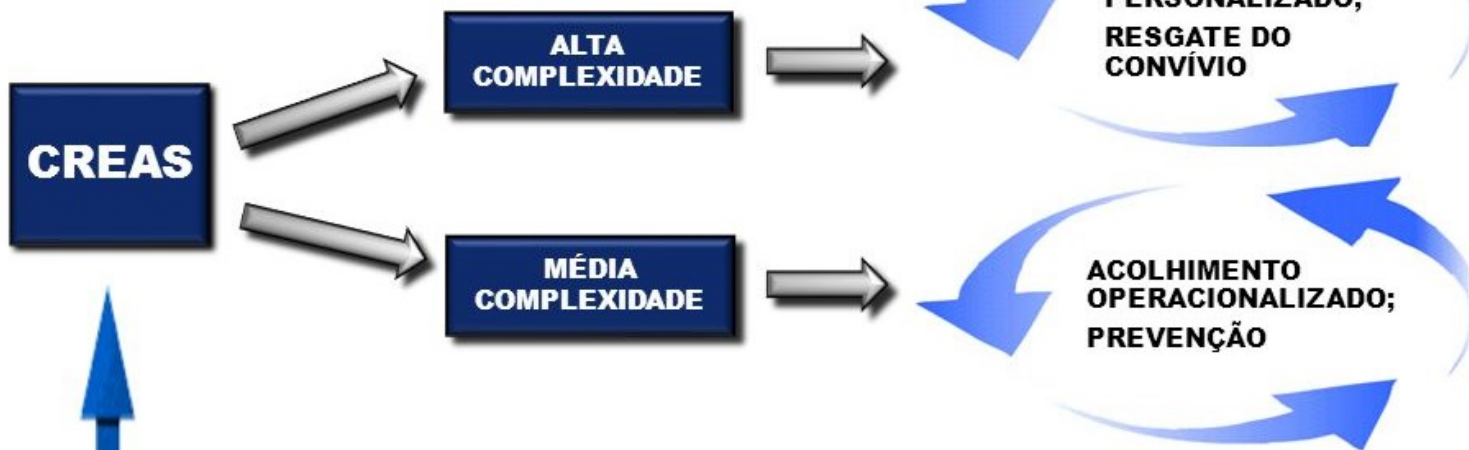 PERSONALIZADO;
RESGATE DO
CONVÍVIO
ALTA
COMPLEXIDADE
CREAS
MÉDIA
COMPLEXIDADE
ACOLHIMENTO
OPERACIONALIZADO;
PREVENÇÃO